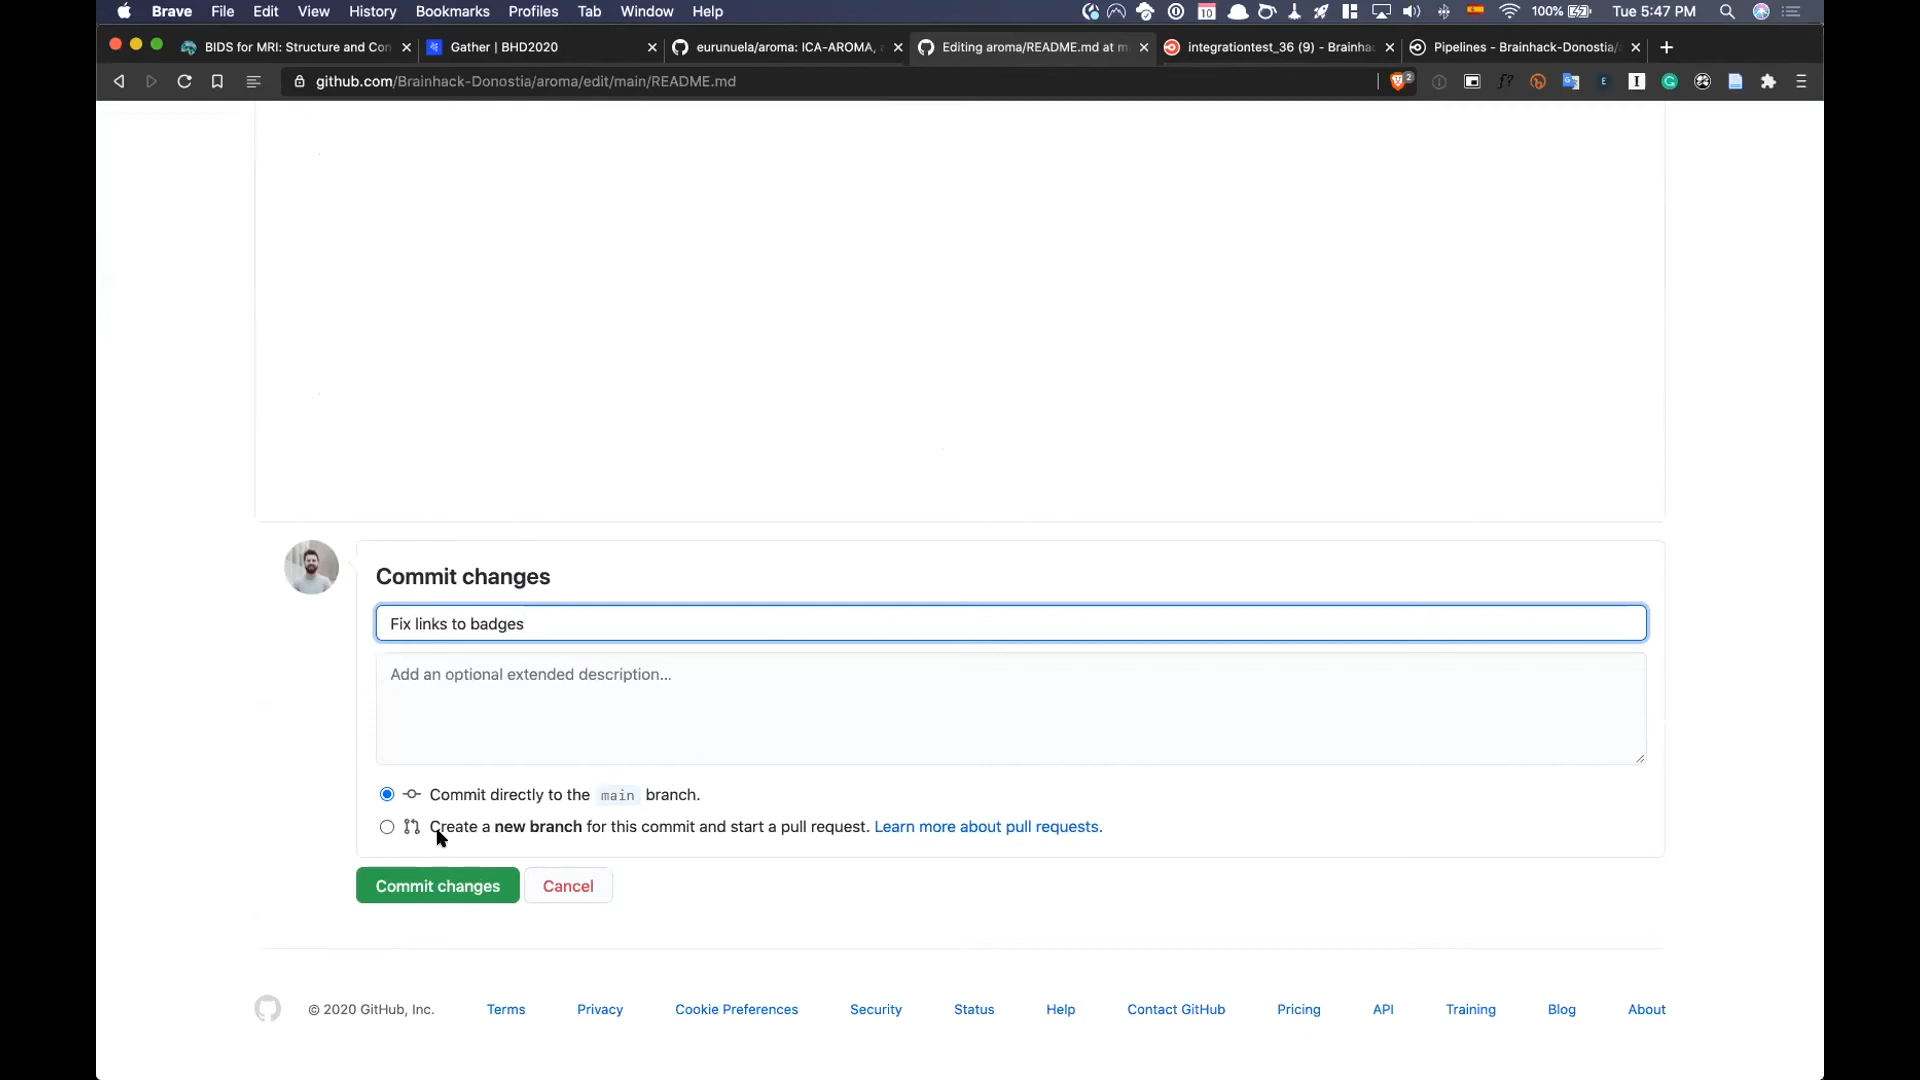 Brave File Edit View History Bookmarks Profiles Tab Window Help 10 100% Tue 5:47 PM
BIDS for MRI: Structure and Con Gather | BHD2020 eurunuela/aroma: ICA-AROMA, Editing aroma/README.md at m integrationtest_36 (9) - Brainha Pipelines - Brainhack-Donostia/
github.com/Brainhack-Donostia/aroma/edit/main/README.md 2
Commit changes
Fix links to badges
Add an optional extended description...
Commit directly to the main branch.
Create a new branch for this commit and start a pull request. Learn more about pull requests.
Commit changes Cancel
© 2020 GitHub, Inc. Terms Privacy Cookie Preferences Security Status Help Contact GitHub Pricing API Training Blog About